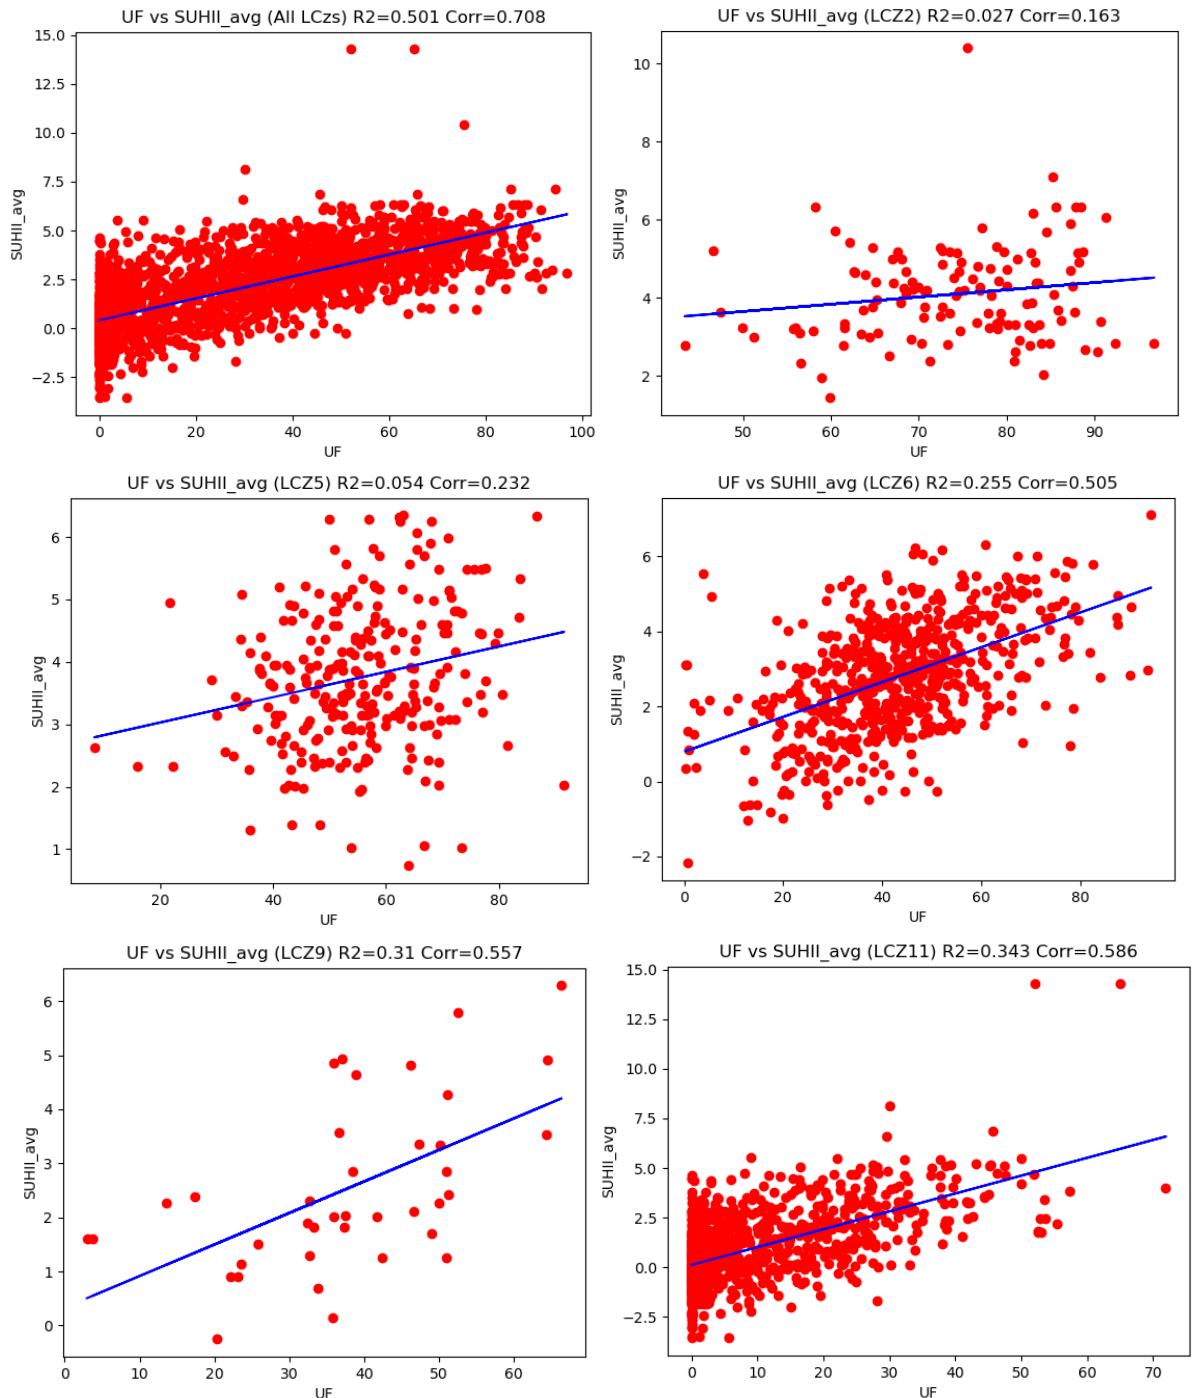 UF vs SUHII_avg (All LCzs) R2=0.501 Corr=0.708
15.0
12.5
10.0
7.5
5.0
2.5
0.0
−2.5
SUHII_avg
0 20 40 60 80 100
UF
UF vs SUHII_avg (LCZ2) R2=0.027 Corr=0.163
10
8
6
4
2
SUHII_avg
50 60 70 80 90
UF
UF vs SUHII_avg (LCZ5) R2=0.054 Corr=0.232
6
5
4
3
2
1
SUHII_avg
20 40 60 80
UF
UF vs SUHII_avg (LCZ6) R2=0.255 Corr=0.505
6
4
2
0
−2
SUHII_avg
0 20 40 60 80
UF
UF vs SUHII_avg (LCZ9) R2=0.31 Corr=0.557
6
5
4
3
2
1
0
SUHII_avg
0 10 20 30 40 50 60
UF
UF vs SUHII_avg (LCZ11) R2=0.343 Corr=0.586
15.0
12.5
10.0
7.5
5.0
2.5
0.0
−2.5
SUHII_avg
0 10 20 30 40 50 60 70
UF